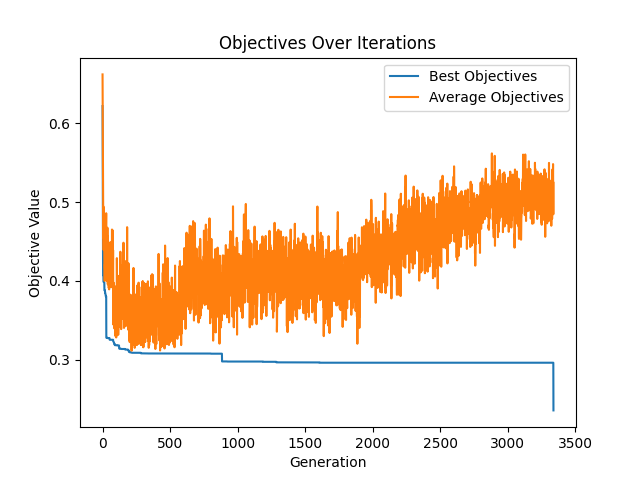 Objectives Over Iterations
Best Objectives
Average Objectives
Objective Value
0.6
0.5
0.4
0.3
0 500 1000 1500 2000 2500 3000 3500
Generation